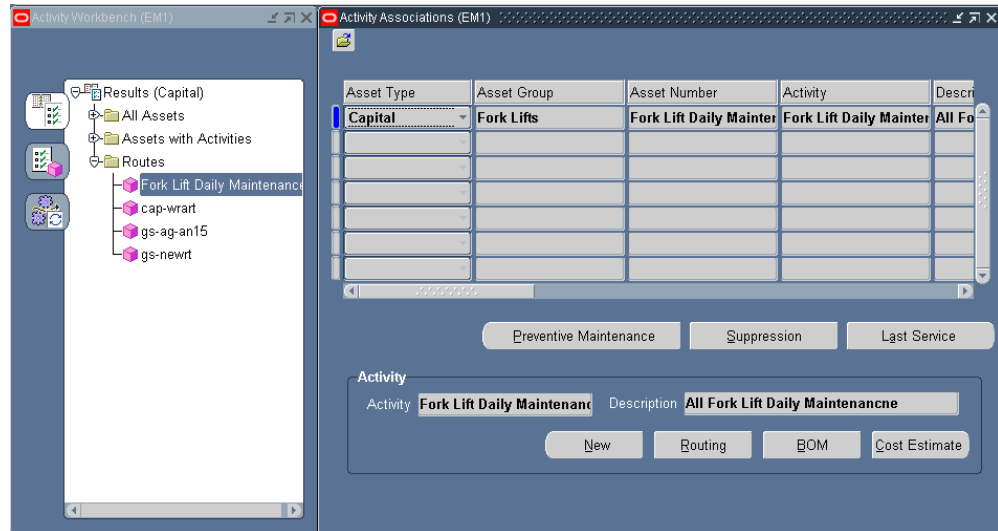 Activity Workbench (EM1)
Activity Associations (EM1)
Results (Capital)
All Assets
Assets with Activities
Routes
Fork Lift Daily Maintenance
cap-wrart
gs-ag-an15
gs-newrt
Asset Type Asset Group Asset Number Activity Descri
Capital Fork Lifts Fork Lift Daily Mainter Fork Lift Daily Mainter All Fo
Preventive Maintenance Suppression Last Service
Activity
Activity Fork Lift Daily Maintenanc Description All Fork Lift Daily Maintenancne
New Routing BOM Cost Estimate